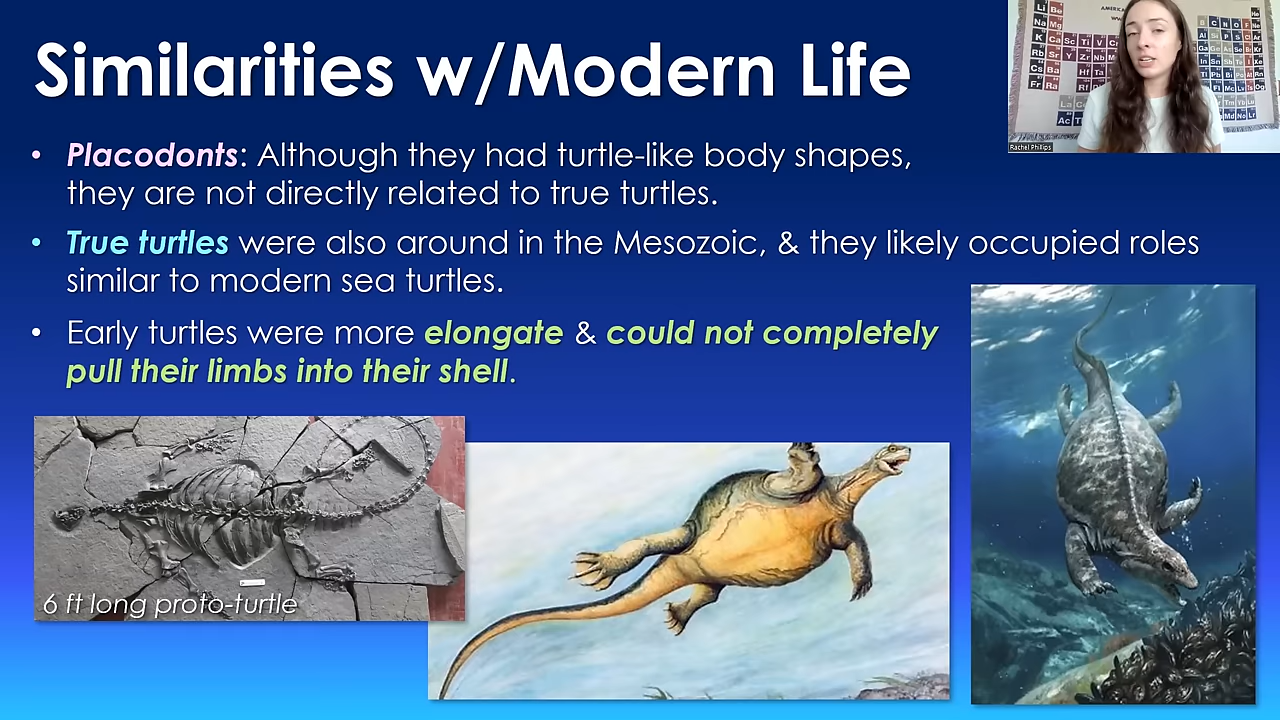 Similarities w/Modern Life
• Placodonts: Although they had turtle-like body shapes,
they are not directly related to true turtles.
• True turtles were also around in the Mesozoic, & they likely occupied roles
similar to modern sea turtles.
• Early turtles were more elongate & could not completely
pull their limbs into their shell.
6 ft long proto-turtle
Rachel Phillips